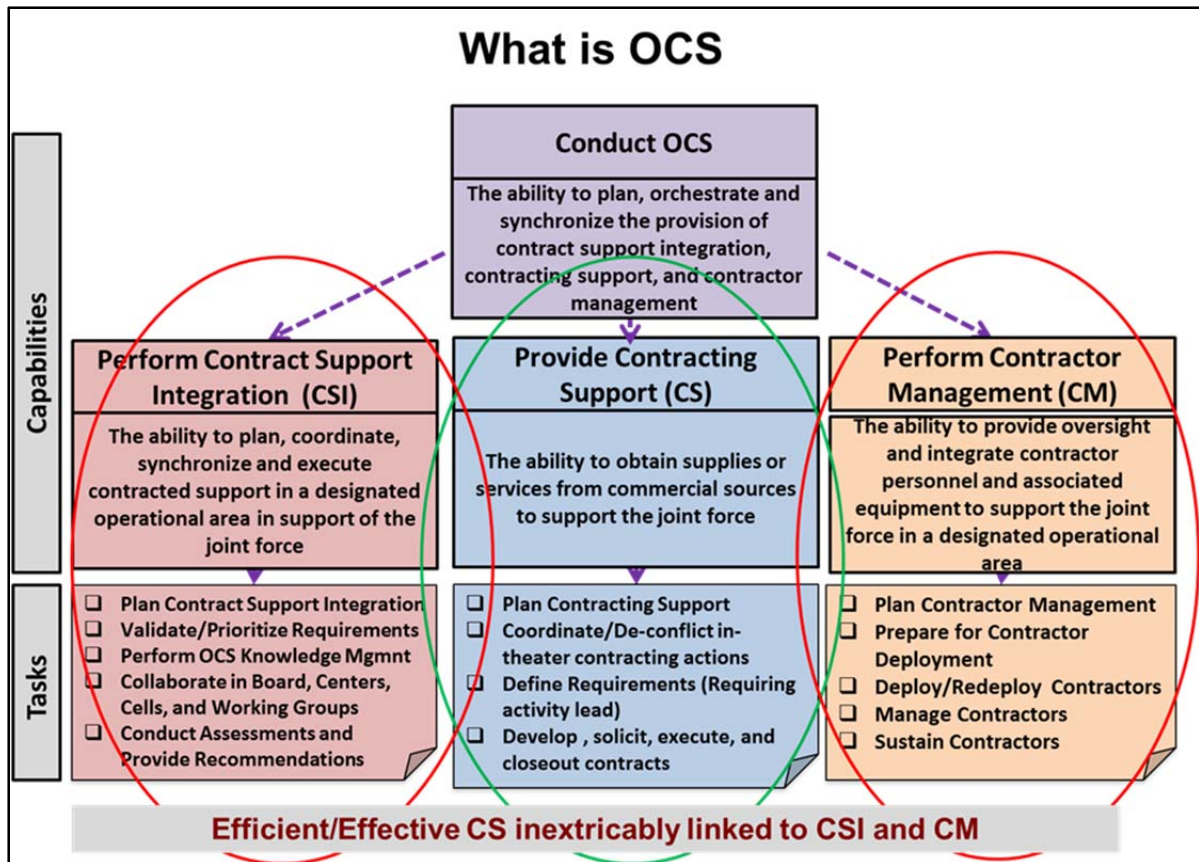 What is OCS
Capabilities
Conduct OCS
The ability to plan, orchestrate and
synchronize the provision of
contract support integration,
contracting support, and contractor
management
Perform Contract Support
Integration (CSI)
The ability to plan, coordinate,
synchronize and execute
contracted support in a designated
operational area in support of the
joint force
Provide Contracting
Support (CS)
The ability to obtain supplies or
services from commercial sources
to support the joint force
Perform Contractor
Management (CM)
The ability to provide oversight
and integrate contractor
personnel and associated
equipment to support the joint
force in a designated operational
area
Tasks
❑ Plan Contract Support Integration
❑ Validate/Prioritize Requirements
❑ Perform OCS Knowledge Mgmnt
❑ Collaborate in Board, Centers,
Cells, and Working Groups
❑ Conduct Assessments and
Provide Recommendations
❑ Plan Contracting Support
❑ Coordinate/De-conflict in-
theater contracting actions
❑ Define Requirements (Requiring
activity lead)
❑ Develop , solicit, execute, and
closeout contracts
❑ Plan Contractor Management
❑ Prepare for Contractor
Deployment
❑ Deploy/Redeploy Contractors
❑ Manage Contractors
❑ Sustain Contractors
Efficient/Effective CS inextricably linked to CSI and CM